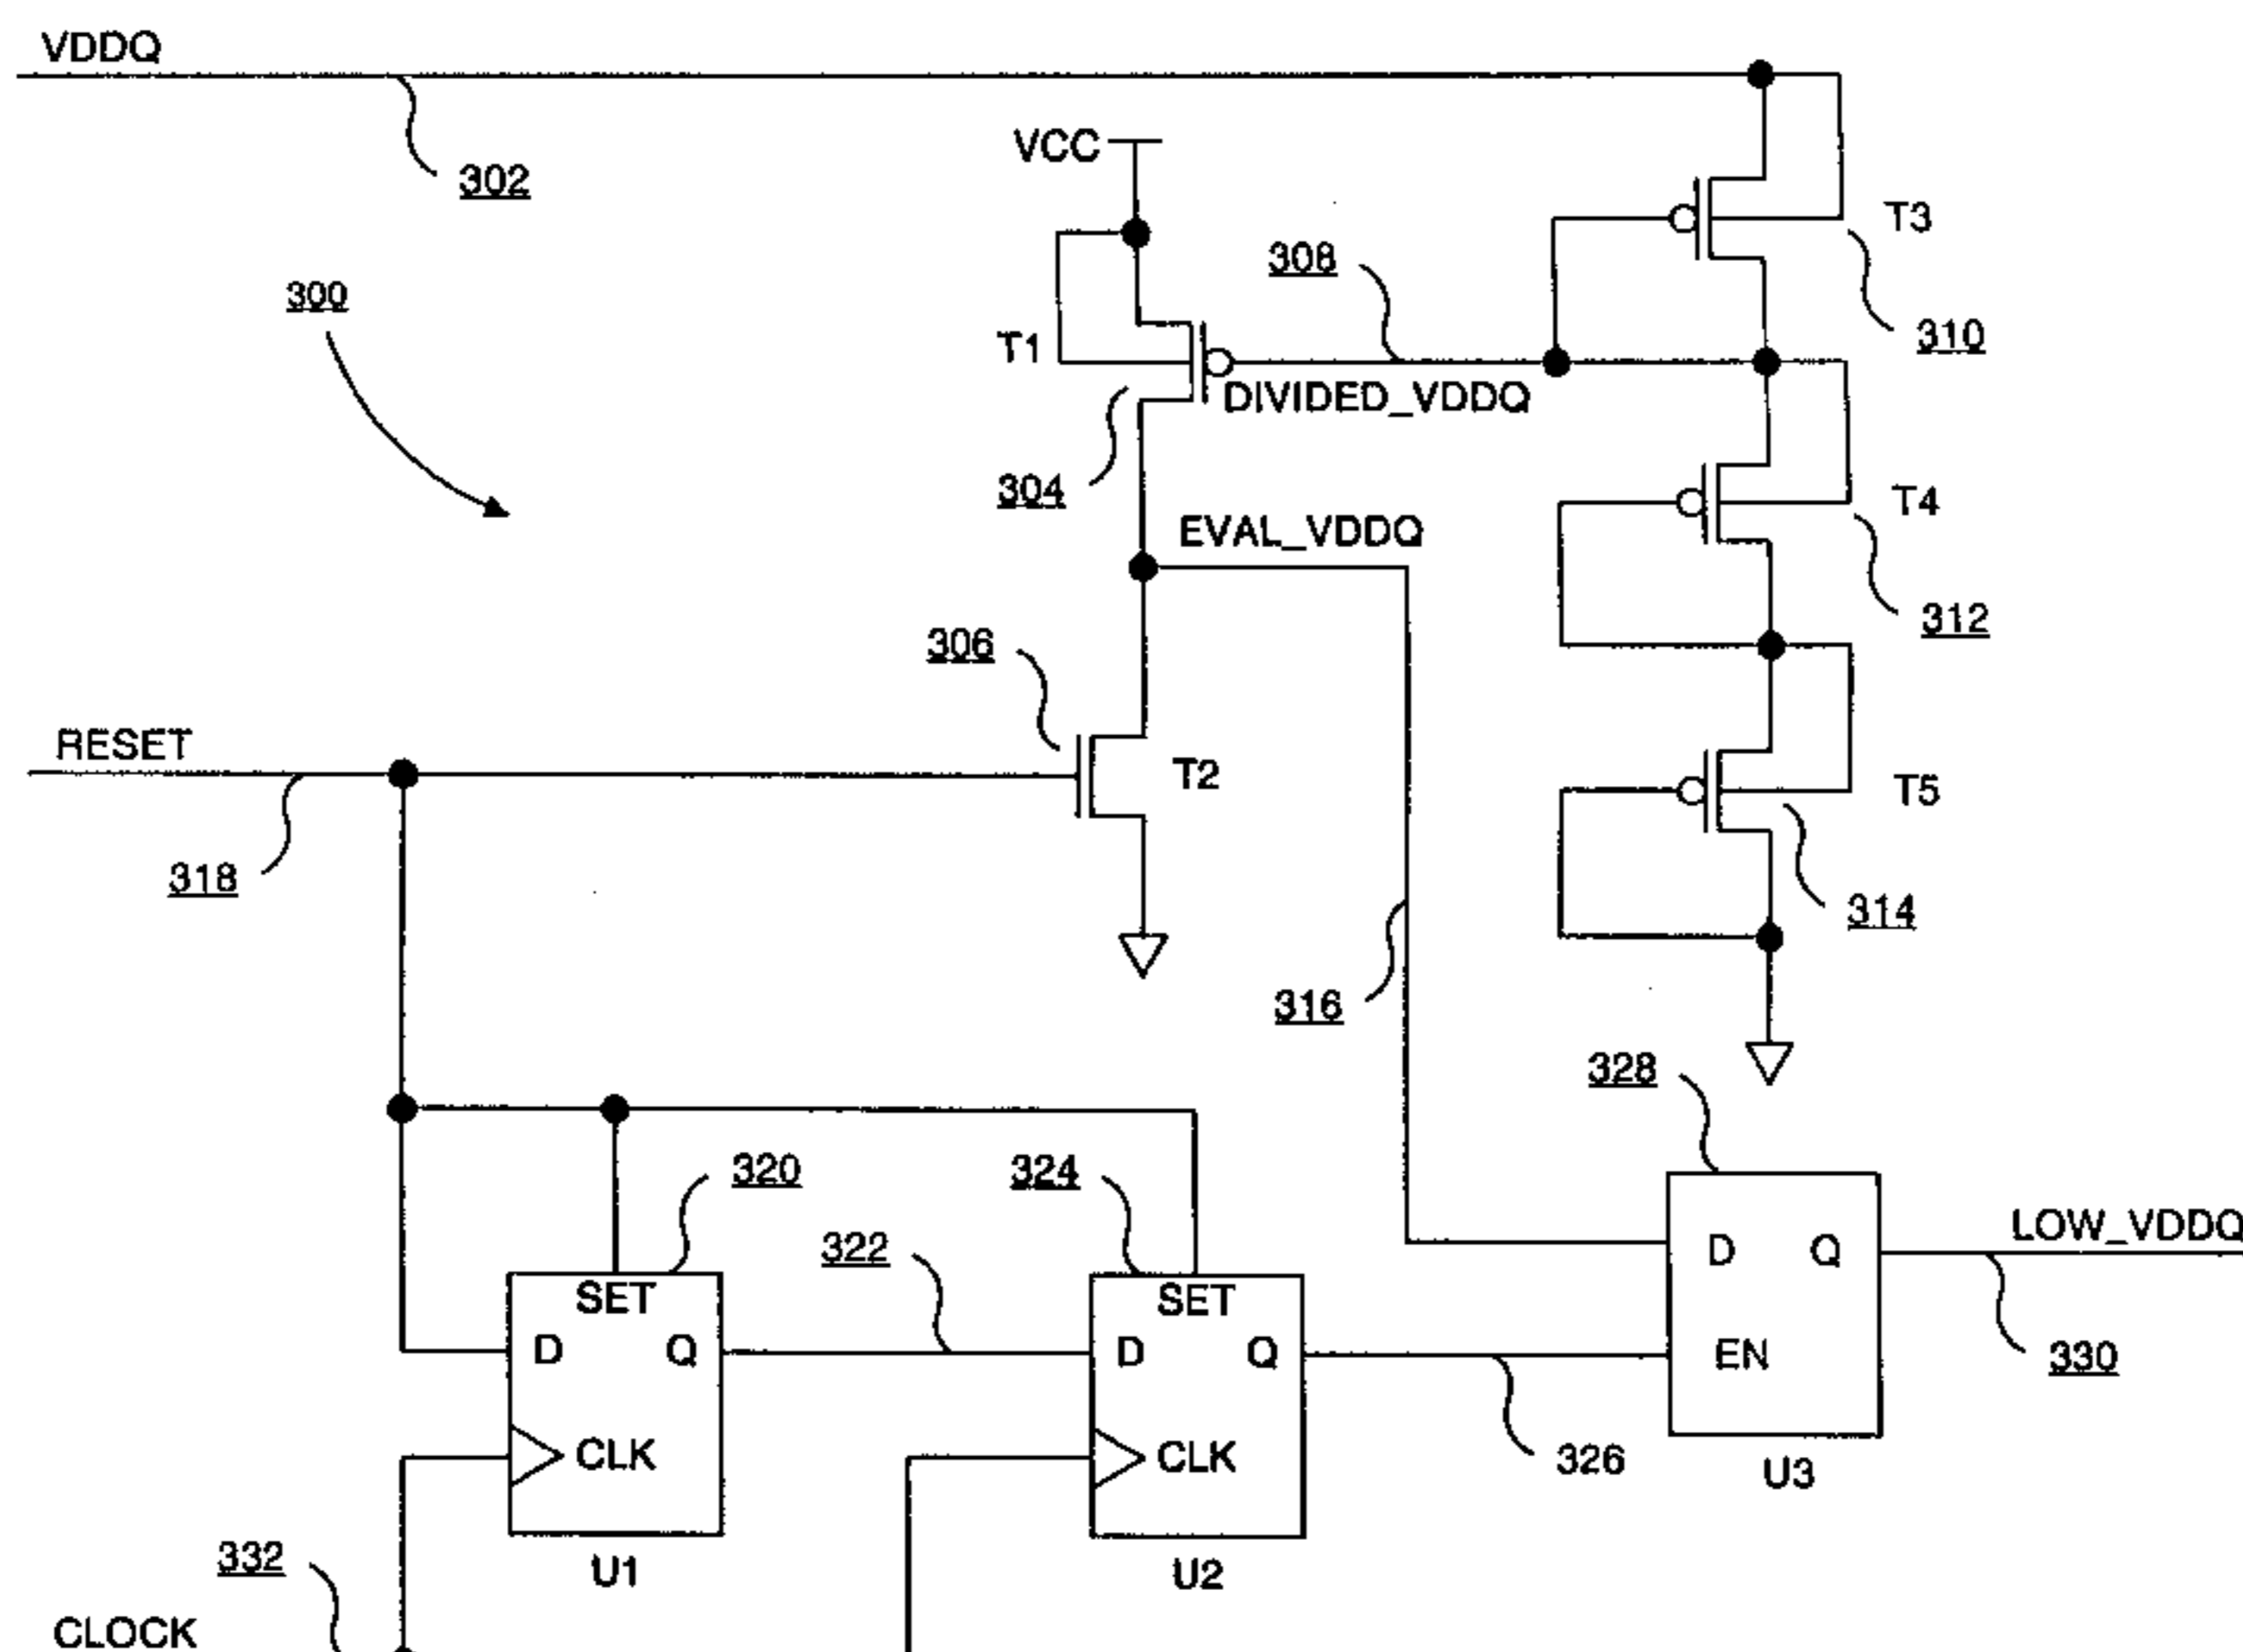 VDDQ
302
VCC
T3
308
300
T1
310
DIVIDED_VDDQ
304
T4
EVAL_VDDQ
312
306
RESET
T2
T5
318
314
316
328
320
324
322
LOW_VDDQ
D Q
SET
SET
D Q
D Q
EN
330
CLK
CLK
326
U3
332
U1
U2
CLOCK